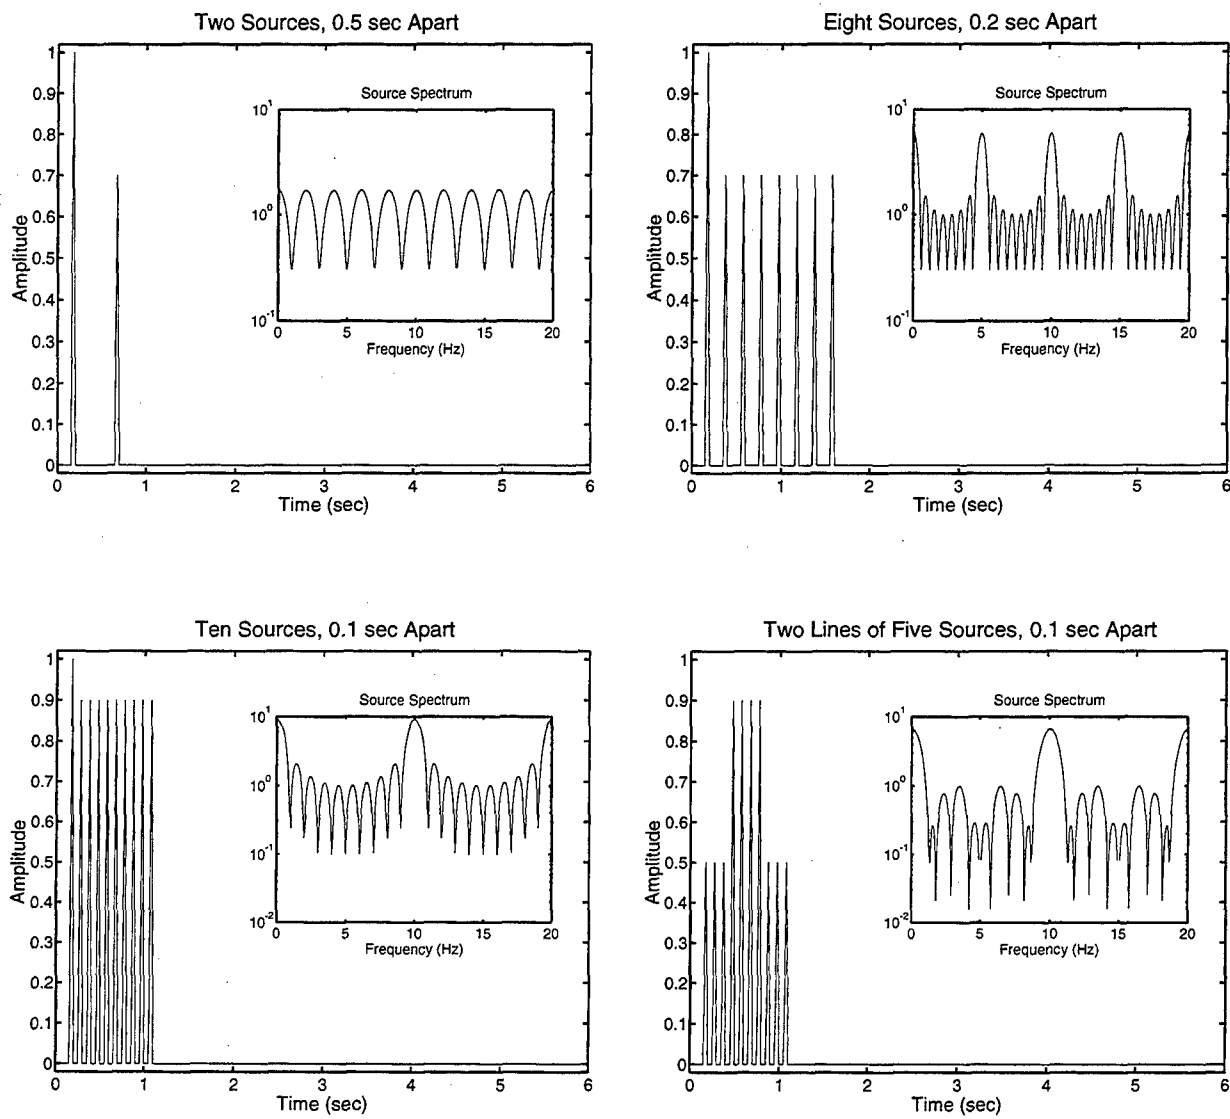 Two Sources, 0.5 sec Apart
1
0.9
0.8
0.7
0.6
0.5
0.4
0.3
0.2
0.1
0
Amplitude
0 1 2 3 4 5 6
Time (sec)
Source Spectrum
10^1
10^0
10^-1
0 5 10 15 20
Frequency (Hz)
Eight Sources, 0.2 sec Apart
1
0.9
0.8
0.7
0.6
0.5
0.4
0.3
0.2
0.1
0
Amplitude
0 1 2 3 4 5 6
Time (sec)
Source Spectrum
10^1
10^0
10^-1
0 5 10 15 20
Frequency (Hz)
Ten Sources, 0.1 sec Apart
1
0.9
0.8
0.7
0.6
0.5
0.4
0.3
0.2
0.1
0
Amplitude
0 1 2 3 4 5 6
Time (sec)
Source Spectrum
10^1
10^0
10^-1
10^-2
0 5 10 15 20
Frequency (Hz)
Two Lines of Five Sources, 0.1 sec Apart
1
0.9
0.8
0.7
0.6
0.5
0.4
0.3
0.2
0.1
0
Amplitude
0 1 2 3 4 5 6
Time (sec)
Source Spectrum
10^1
10^0
10^-1
10^-2
0 5 10 15 20
Frequency (Hz)